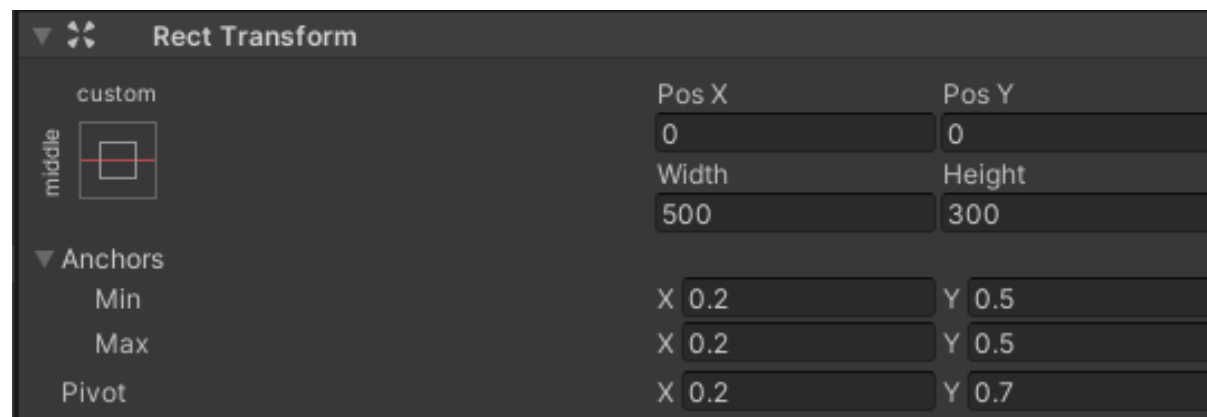 Rect Transform
custom
middle
Pos X Pos Y
0 0
Width Height
500 300
Anchors
Min X 0.2 Y 0.5
Max X 0.2 Y 0.5
Pivot X 0.2 Y 0.7